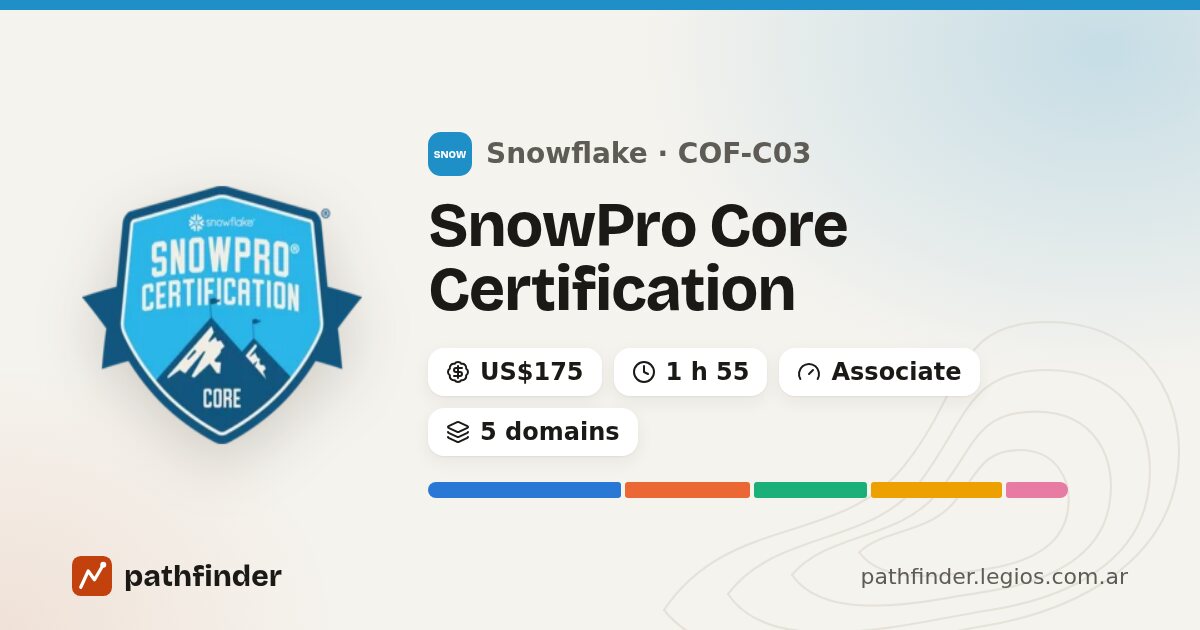 snowflake®
SNOWPRO®
CERTIFICATION
CORE
SNOW
Snowflake · COF-C03
SnowPro Core
Certification
US$175
1 h 55
Associate
5 domains
pathfinder
pathfinder.legios.com.ar